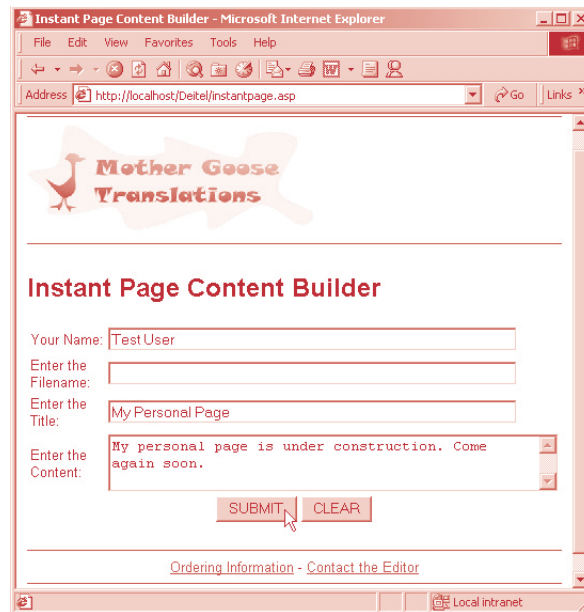 Instant Page Content Builder - Microsoft Internet Explorer
File Edit View Favorites Tools Help
Address http://localhost/Deitel/instantpage.asp Go Links »
Mother Goose
Translations
Instant Page Content Builder
Your Name: Test User
Enter the
Filename:
Enter the
Title: My Personal Page
Enter the
Content: My personal page is under construction. Come
again soon.
SUBMIT CLEAR
Ordering Information - Contact the Editor
Local intranet